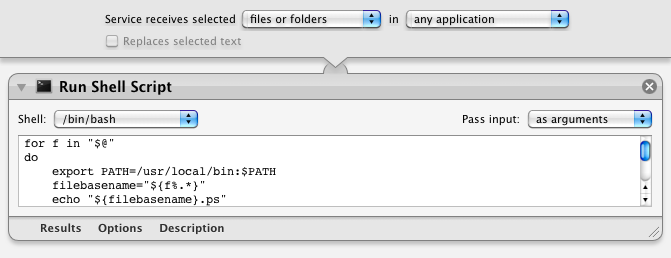 Service receives selected files or folders in any application
Replaces selected text
Run Shell Script
Shell: /bin/bash Pass input: as arguments
for f in "$@"
do
    export PATH=/usr/local/bin:$PATH
    filebasename="${f%.*}"
    echo "${filebasename}.ps"
Results Options Description